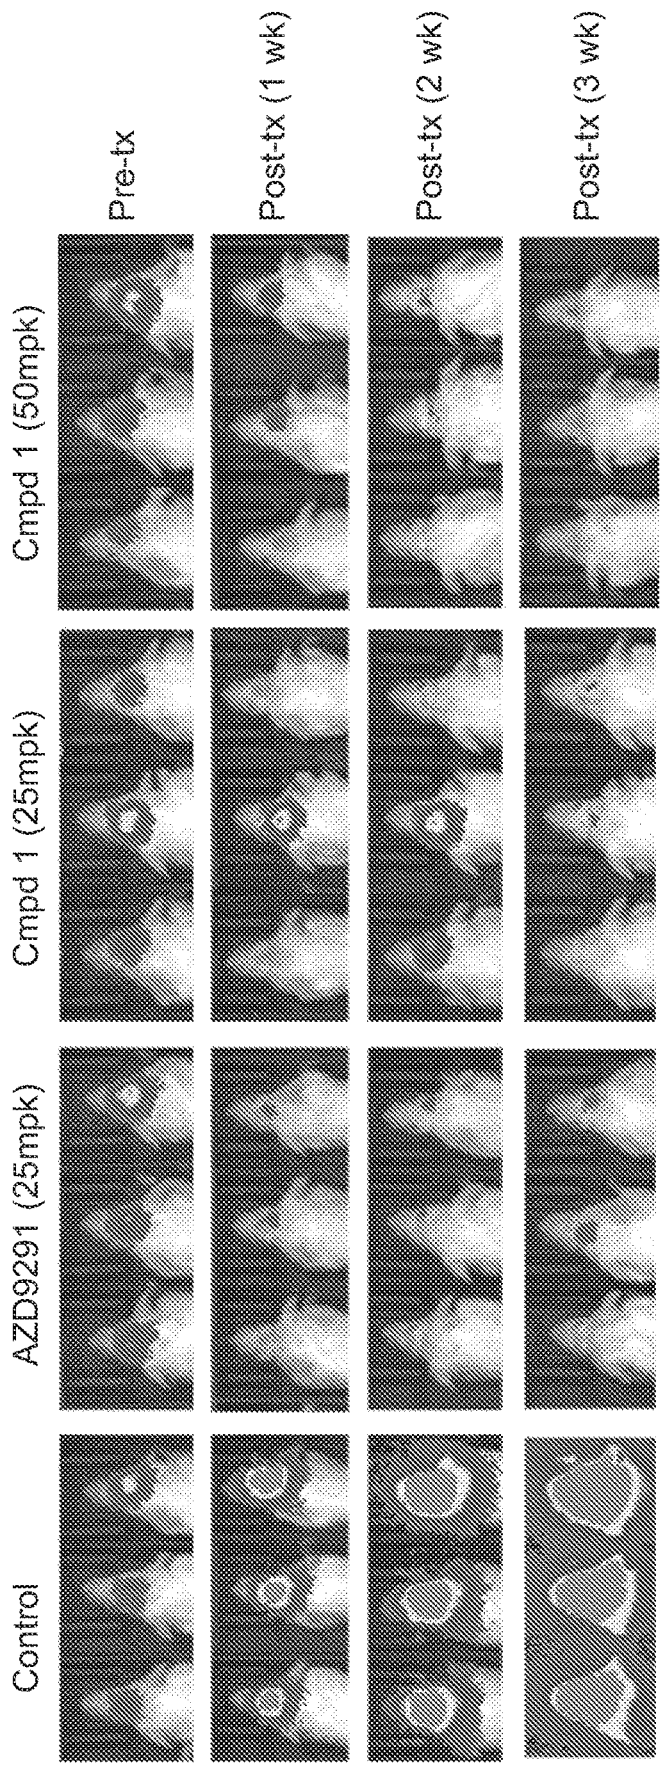 Control
AZD9291 (25mpk)
Cmpd 1 (25mpk)
Cmpd 1 (50mpk)
Pre-tx
Post-tx (1 wk)
Post-tx (2 wk)
Post-tx (3 wk)